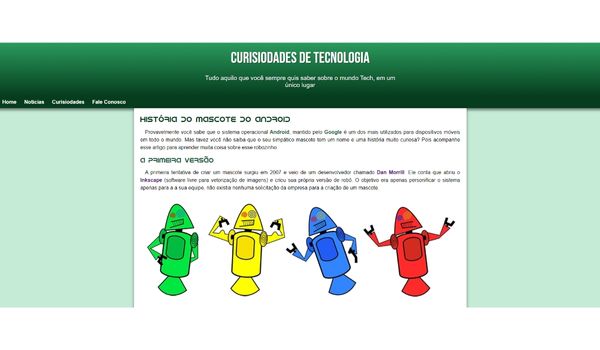 CURISIODADES DE TECNOLOGIA
Tudo aquilo que você sempre quis saber sobre o mundo Tech, em um
único lugar
Home Notícias Curisiodades Fale Conosco
História do Mascote do Android
Provavelmente você sabe que o sistema operacional Android, mantido pelo Google é um dos mais utilizados para dispositivos móveis
em todo o mundo. Mas tavez você não saiba que o seu simpático mascote tem um nome e uma história muito curiosa? Pois acompanhe
esse artigo para aprender muita coisa sobre esse robozinho.
A primeira versão
A primeira tentativa de criar um mascote surgiu em 2007 e veio de um desenvolvedor chamado Dan Morrill. Ele conta que abriu o
Inkscape (software livre para vetorização de imagens) e criou sua própria versão de robô. O objetivo era apenas personificar o sistema
apenas para a a sua equipe, não existia nenhuma solicitação da empresa para a criação de um mascote.